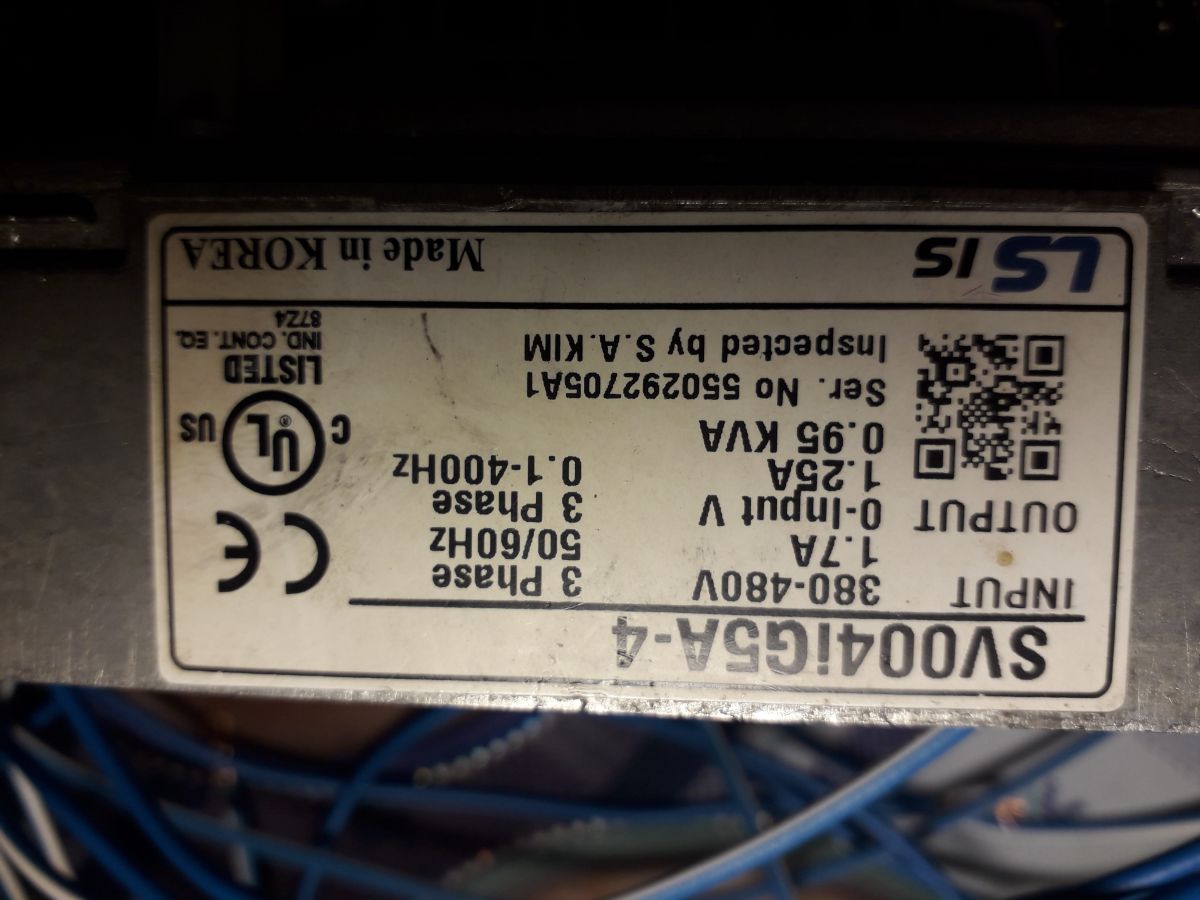 SV004iG5A-4
INPUT 380-480V 3 Phase
1.7A 50/60Hz
OUTPUT 0-Input V 3 Phase
1.25A 0.1-400Hz
0.95 KVA
Ser. No 550292705A1
Inspected by S.A.KIM
CE
C UL® US
LISTED
IND. CONT. EQ.
87Z4
LS IS Made in KOREA